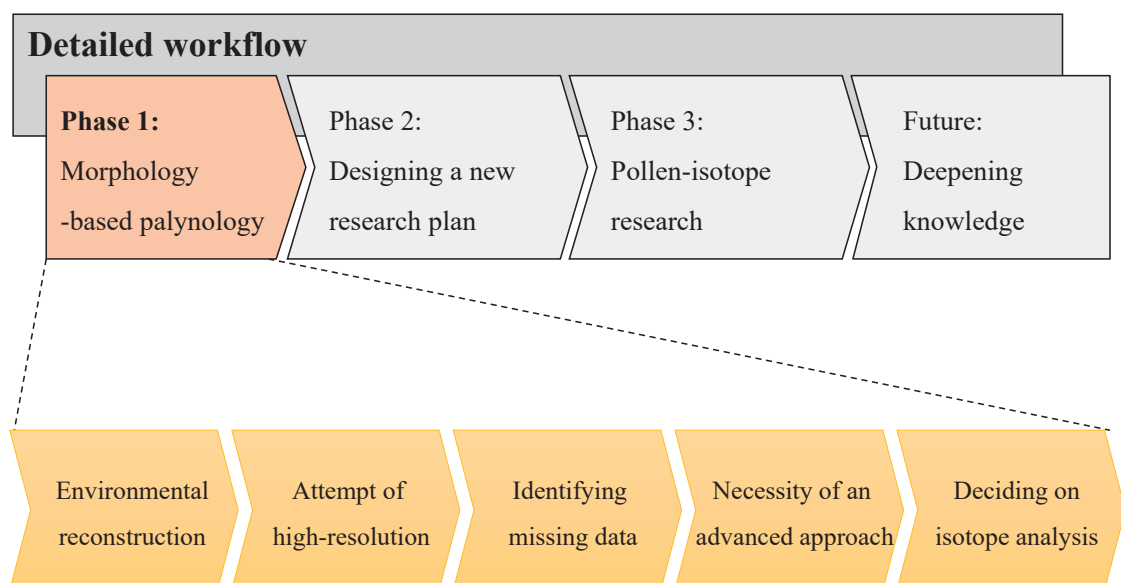 Detailed workflow
Phase 1:
Morphology
-based palynology
Phase 2:
Designing a new
research plan
Phase 3:
Pollen-isotope
research
Future:
Deepening
knowledge
Environmental
reconstruction
Attempt of
high-resolution
Identifying
missing data
Necessity of an
advanced approach
Deciding on
isotope analysis